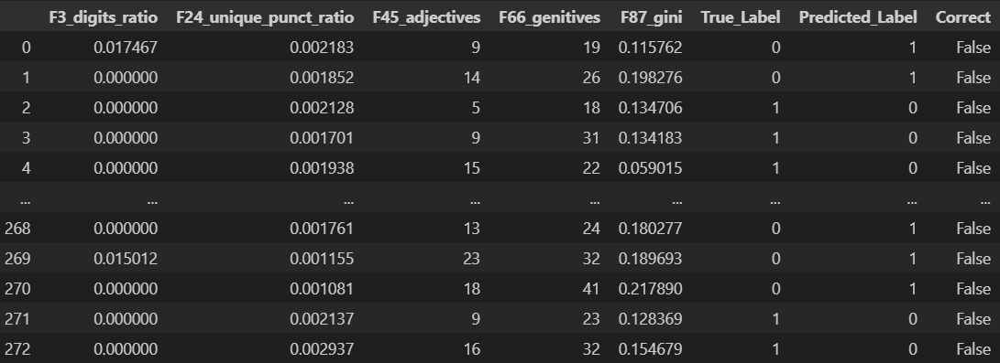 F3_digits_ratio F24_unique_punct_ratio F45_adjectives F66_genitives F87_gini True_Label Predicted_Label Correct
0 0.017467 0.002183 9 19 0.115762 0 1 False
1 0.000000 0.001852 14 26 0.198276 0 1 False
2 0.000000 0.002128 5 18 0.134706 1 0 False
3 0.000000 0.001701 9 31 0.134183 1 0 False
4 0.000000 0.001938 15 22 0.059015 1 0 False
... ... ... ... ... ... ... ... ...
268 0.000000 0.001761 13 24 0.180277 0 1 False
269 0.015012 0.001155 23 32 0.189693 0 1 False
270 0.000000 0.001081 18 41 0.217890 0 1 False
271 0.000000 0.002137 9 23 0.128369 1 0 False
272 0.000000 0.002937 16 32 0.154679 1 0 False